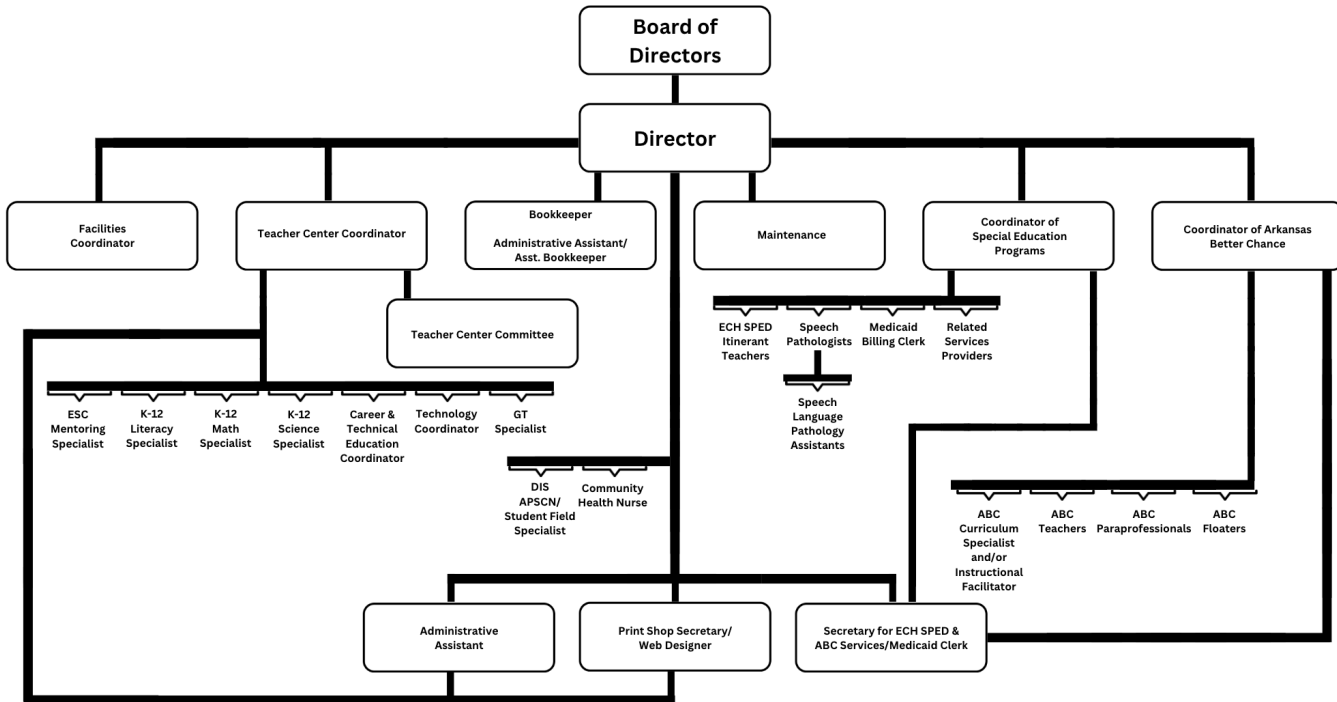 Board of
Directors
Director
Facilities
Coordinator
Teacher Center Coordinator
Bookkeeper
Administrative Assistant/
Asst. Bookkeeper
Maintenance
Coordinator of
Special Education
Programs
Coordinator of Arkansas
Better Chance
Teacher Center Committee
ECH SPED
Itinerant
Teachers
Speech
Pathologists
Medicaid
Billing Clerk
Related
Services
Providers
Speech
Language
Pathology
Assistants
ESC
Mentoring
Specialist
K-12
Literacy
Specialist
K-12
Math
Specialist
K-12
Science
Specialist
Career &
Technical
Education
Coordinator
Technology
Coordinator
GT
Specialist
DIS
APSCN/
Student Field
Specialist
Community
Health Nurse
ABC
Curriculum
Specialist
and/or
Instructional
Facilitator
ABC
Teachers
ABC
Paraprofessionals
ABC
Floaters
Administrative
Assistant
Print Shop Secretary/
Web Designer
Secretary for ECH SPED &
ABC Services/Medicaid Clerk